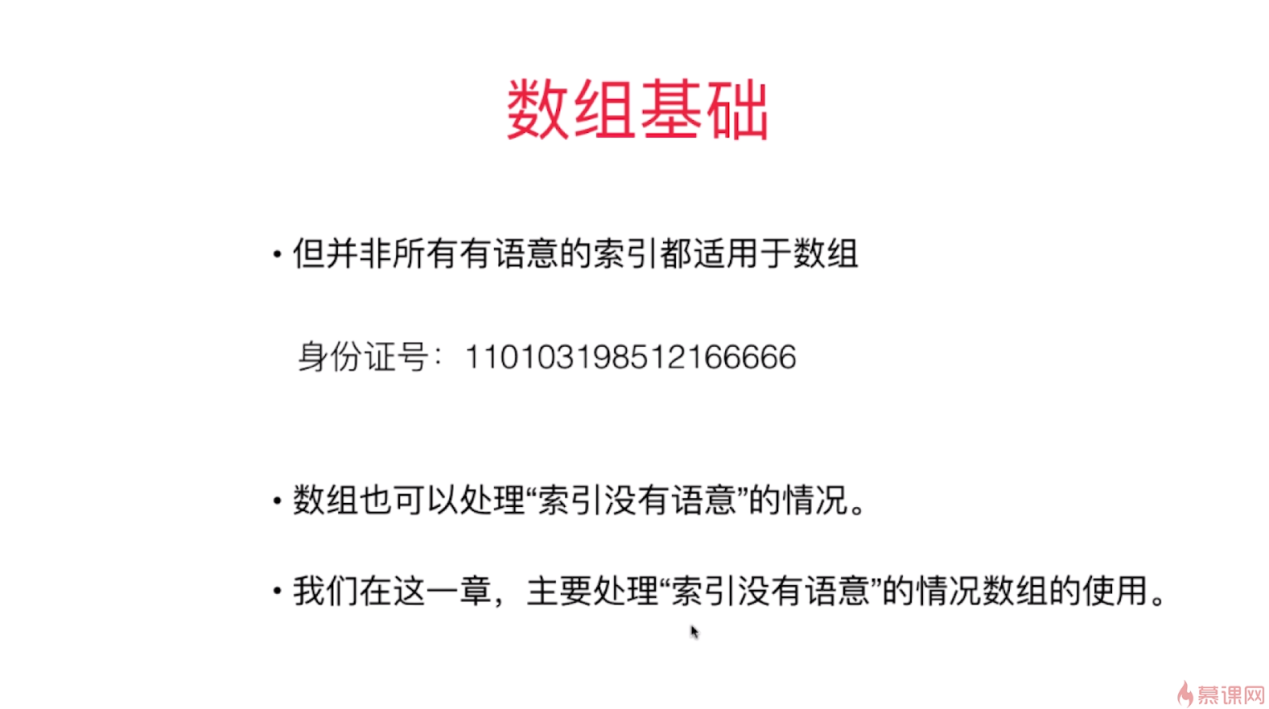 数组基础
• 但并非所有有语意的索引都适用于数组
身份证号：110103198512166666
• 数组也可以处理“索引没有语意”的情况。
• 我们在这一章，主要处理“索引没有语意”的情况数组的使用。
慕课网